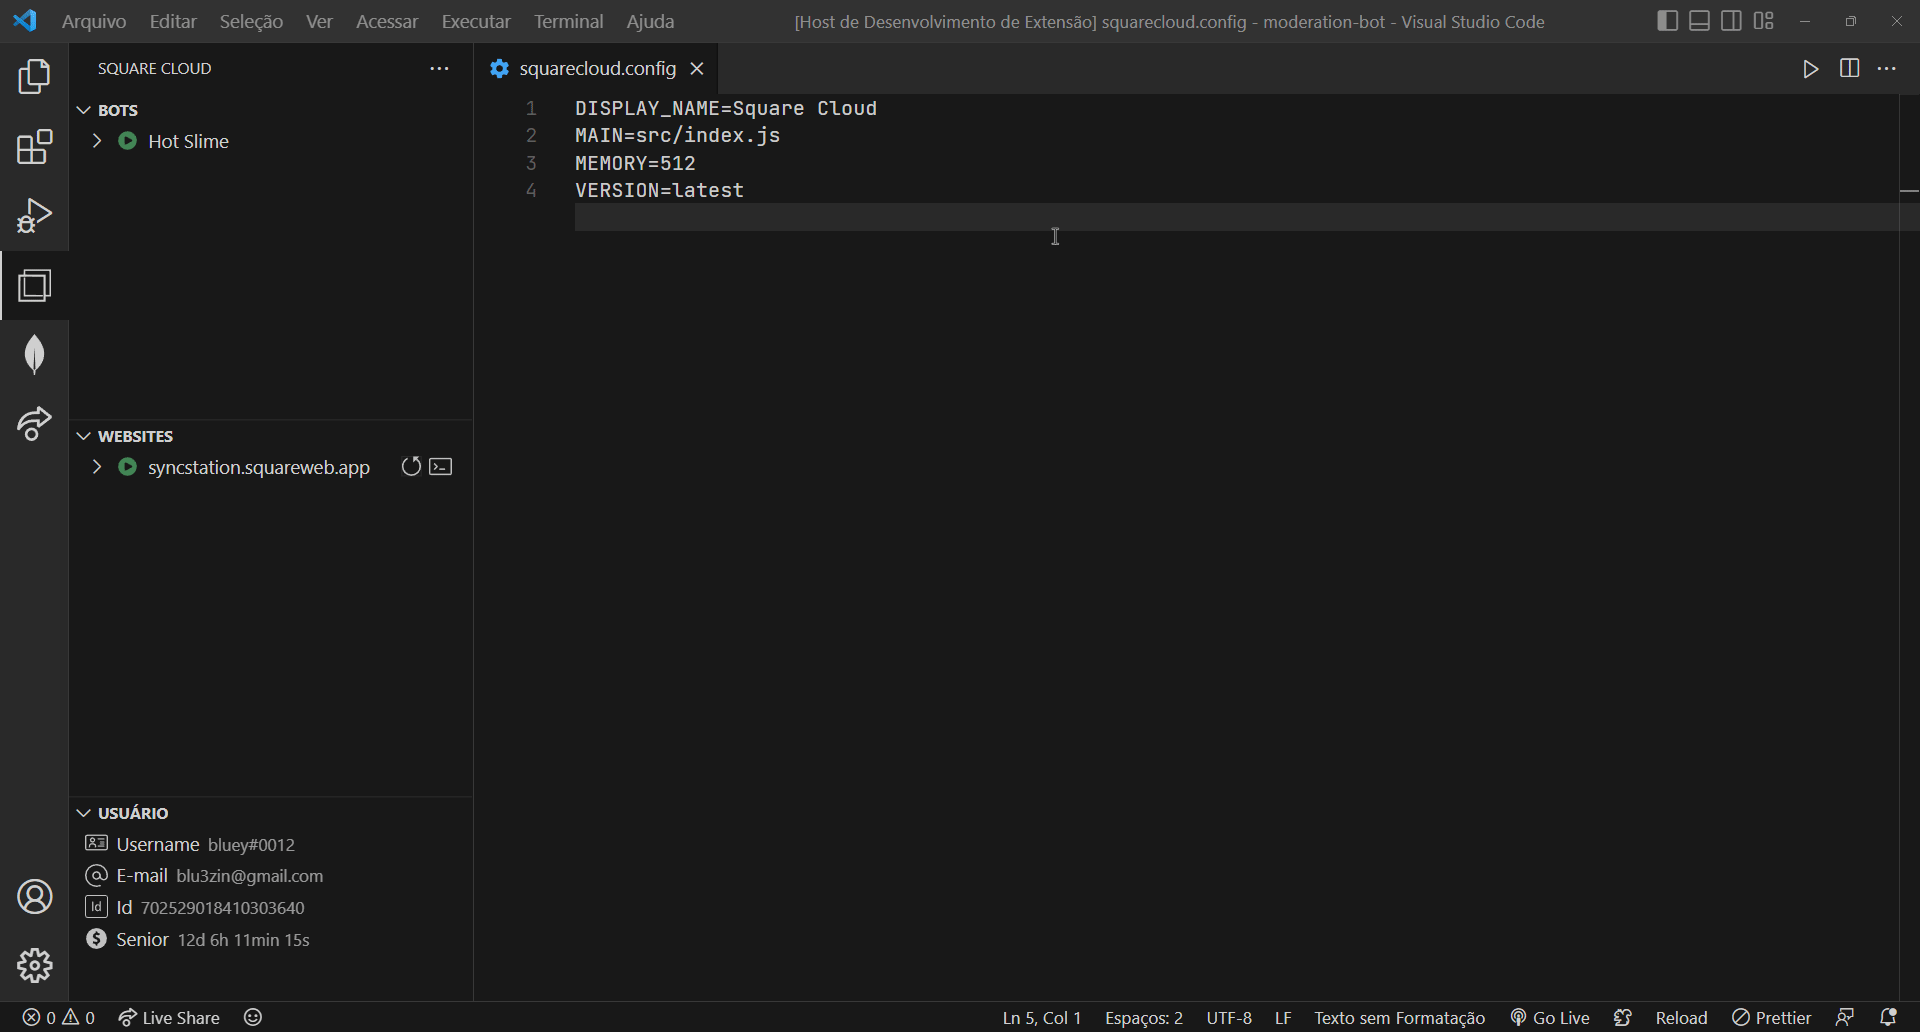 Arquivo Editar Seleção Ver Acessar Executar Terminal Ajuda [Host de Desenvolvimento de Extensão] squarecloud.config - moderation-bot - Visual Studio Code
SQUARE CLOUD
squarecloud.config
BOTS
Hot Slime
1 DISPLAY_NAME=Square Cloud
2 MAIN=src/index.js
3 MEMORY=512
4 VERSION=latest
WEBSITES
syncstation.squareweb.app
USUÁRIO
Username bluey#0012
E-mail blu3zin@gmail.com
Id Id 702529018410303640
$ Senior 12d 6h 11min 15s
0 0 Live Share Ln 5, Col 1 Espaços: 2 UTF-8 LF Texto sem Formatação Go Live Reload Prettier